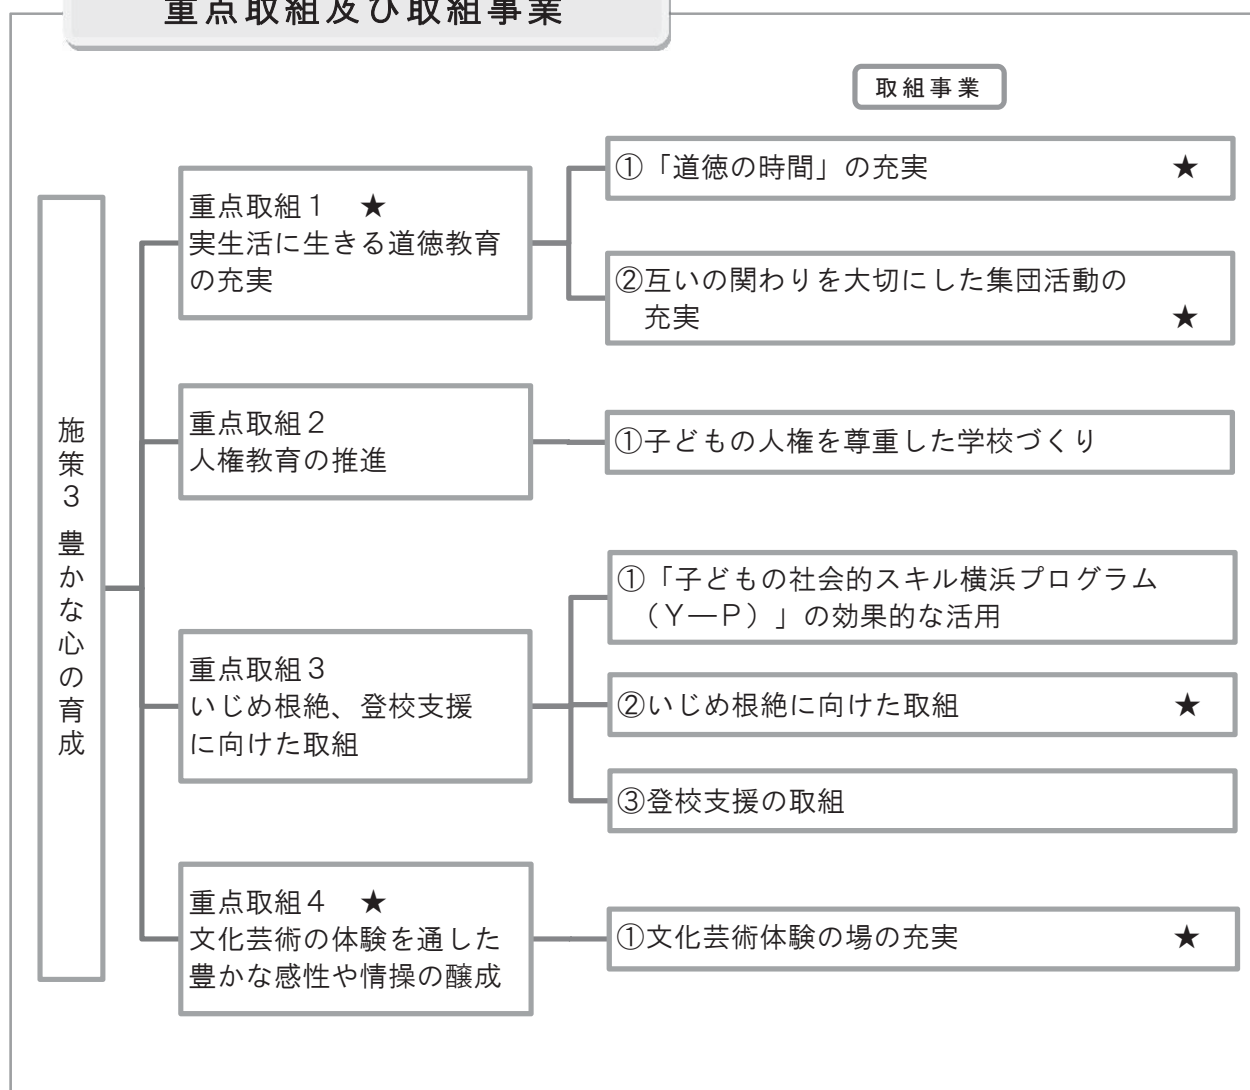 重点取組及び取組事業
取組事業
施策3 豊かな心の育成
重点取組1 ★
実生活に生きる道徳教育
の充実
①「道徳の時間」の充実 ★
②互いの関わりを大切にした集団活動の
充実 ★
重点取組2
人権教育の推進
①子どもの人権を尊重した学校づくり
重点取組3
いじめ根絶、登校支援
に向けた取組
①「子どもの社会的スキル横浜プログラム
(Y―P)」の効果的な活用
②いじめ根絶に向けた取組 ★
③登校支援の取組
重点取組4 ★
文化芸術の体験を通した
豊かな感性や情操の醸成
①文化芸術体験の場の充実 ★